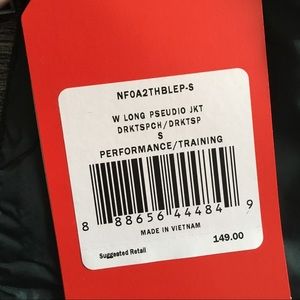 NF0A2THBLEP-S
W LONG PSEUDIO JKT
DRKTSPCH/DRKTSP
S
PERFORMANCE/TRAINING
8 88656 44484 9
MADE IN VIETNAM
Suggested Retail 149.00